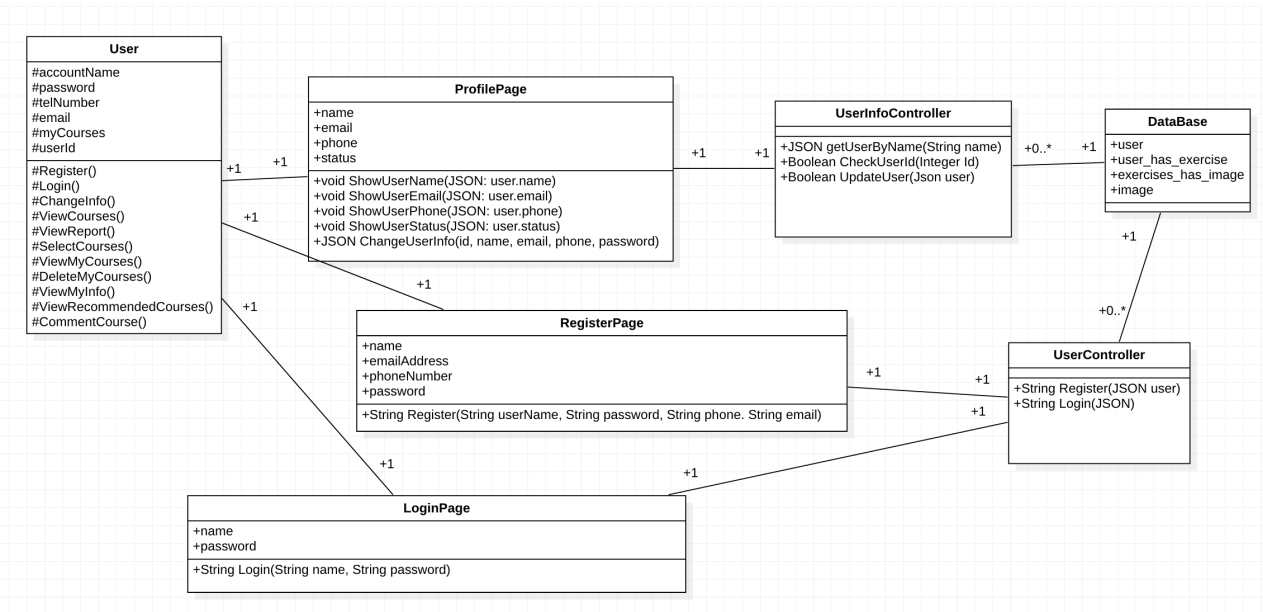 User
#accountName
#password
#telNumber
#email
#myCourses
#userId
#Register()
#Login()
#ChangeInfo()
#ViewCourses()
#ViewReport()
#SelectCourses()
#ViewMyCourses()
#DeleteMyCourses()
#ViewMyInfo()
#ViewRecommendedCourses()
#CommentCourse()
+1
+1
ProfilePage
+name
+email
+phone
+status
+void ShowUserName(JSON: user.name)
+void ShowUserEmail(JSON: user.email)
+void ShowUserPhone(JSON: user.phone)
+void ShowUserStatus(JSON: user.status)
+JSON ChangeUserInfo(id, name, email, phone, password)
+1
+1
UserInfoController
+JSON getUserByName(String name)
+Boolean CheckUserId(Integer Id)
+Boolean UpdateUser(Json user)
+0..*
+1
DataBase
+user
+user_has_exercise
+exercises_has_image
+image
+1
+0..*
+1
+1
RegisterPage
+name
+emailAddress
+phoneNumber
+password
+String Register(String userName, String password, String phone. String email)
+1
+1
UserController
+String Register(JSON user)
+String Login(JSON)
+1
+1
+1
+1
LoginPage
+name
+password
+String Login(String name, String password)